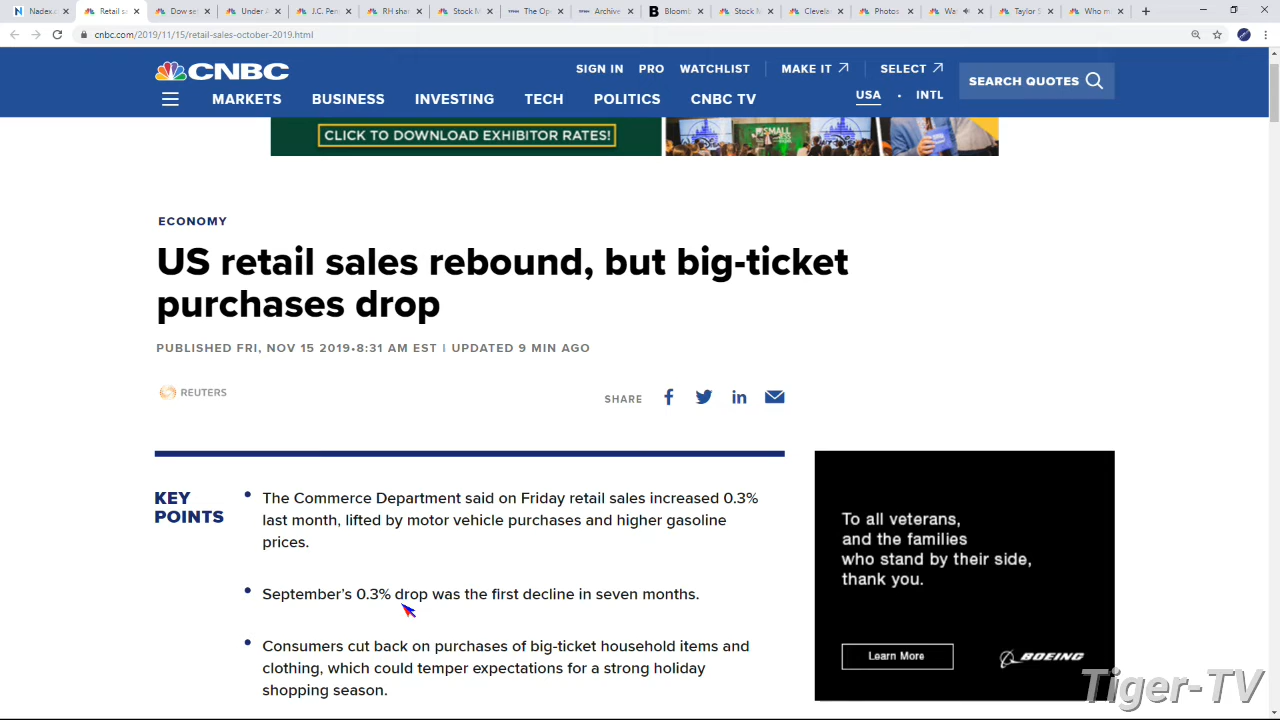 Nadex.
Retail sa
Dow se
Under A
J.C. Pen
RH shar
Stock M
The Op
Archive
Bloomb
Stock M
Clevela
Photos
Wa
Taylor S
Who m
cnbc.com/2019/11/15/retail-sales-october-2019.html
CNBC
SIGN IN PRO WATCHLIST MAKE IT SELECT
SEARCH QUOTES
MARKETS BUSINESS INVESTING TECH POLITICS CNBC TV
USA • INTL
CLICK TO DOWNLOAD EXHIBITOR RATES!
SMALL
ECONOMY
US retail sales rebound, but big-ticket
purchases drop
PUBLISHED FRI, NOV 15 2019•8:31 AM EST | UPDATED 9 MIN AGO
REUTERS
SHARE
KEY
POINTS
• The Commerce Department said on Friday retail sales increased 0.3%
last month, lifted by motor vehicle purchases and higher gasoline
prices.
• September’s 0.3% drop was the first decline in seven months.
• Consumers cut back on purchases of big-ticket household items and
clothing, which could temper expectations for a strong holiday
shopping season.
To all veterans,
and the families
who stand by their side,
thank you.
Learn More
BOEING
Tiger-TV